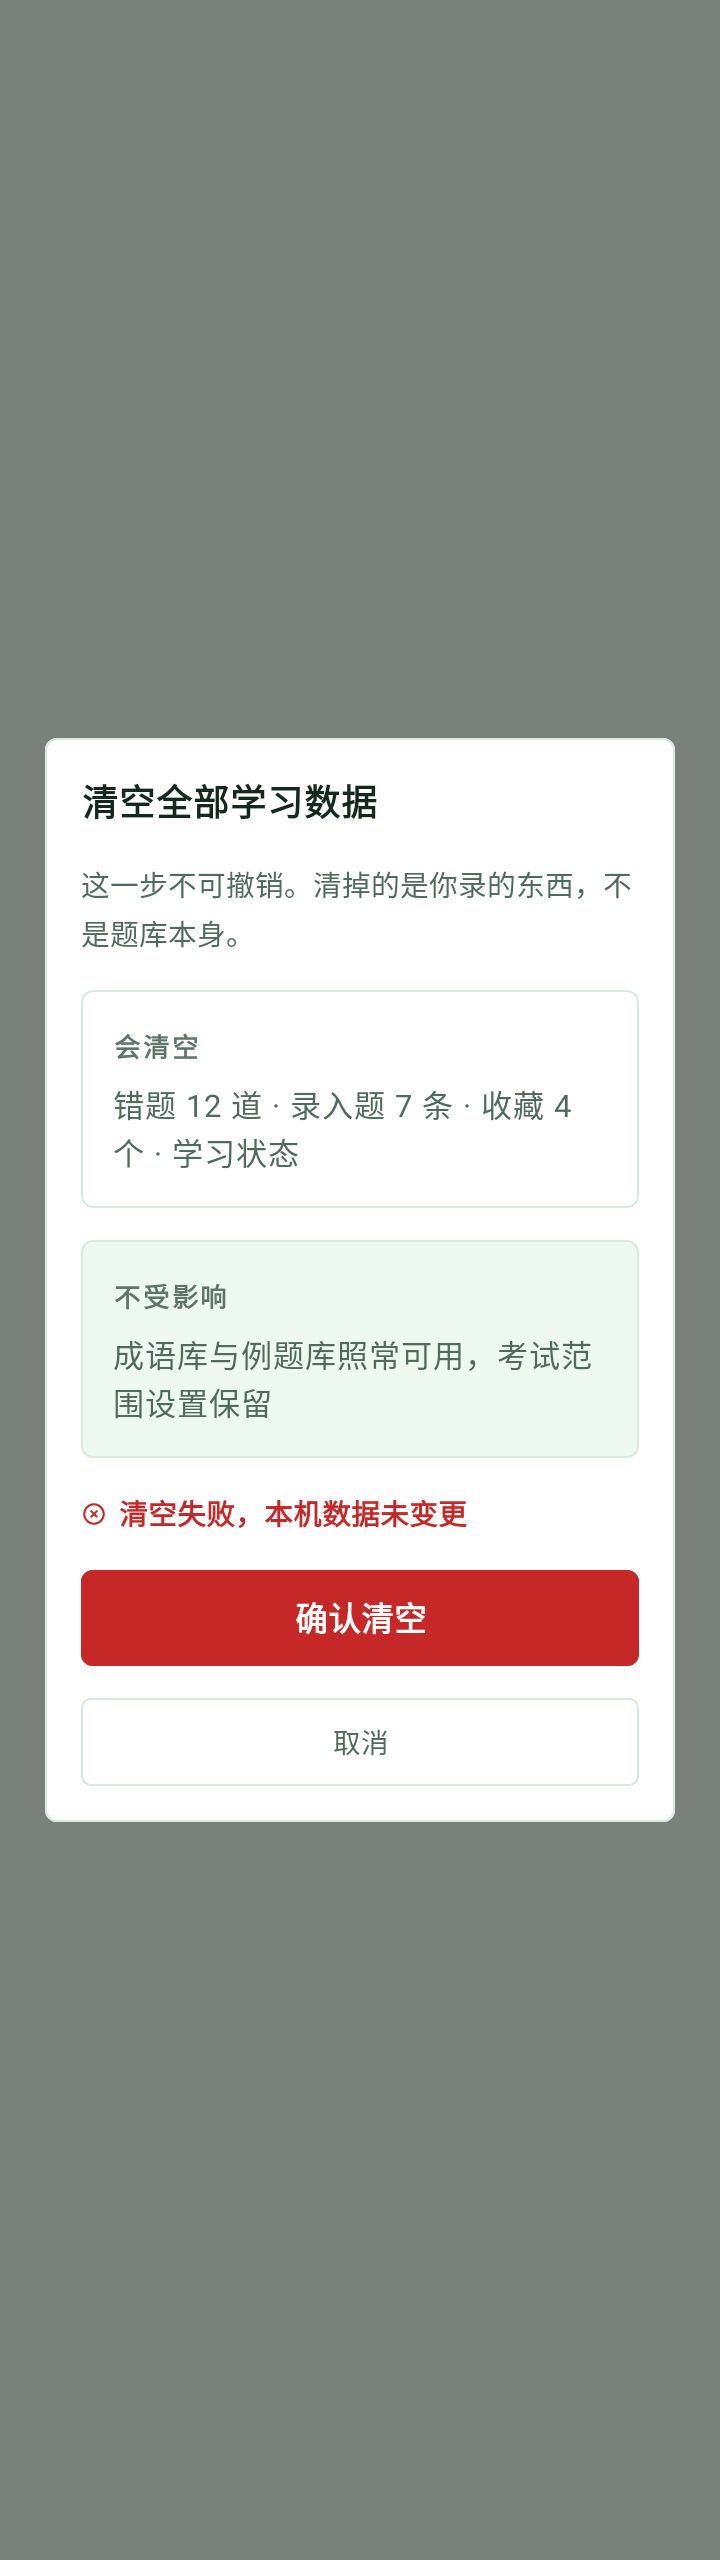 清空全部学习数据
这一步不可撤销。清掉的是你录的东西，不
是题库本身。
会清空
错题 12 道 · 录入题 7 条 · 收藏 4
个 · 学习状态
不受影响
成语库与例题库照常可用，考试范
围设置保留
清空失败，本机数据未变更
确认清空
取消